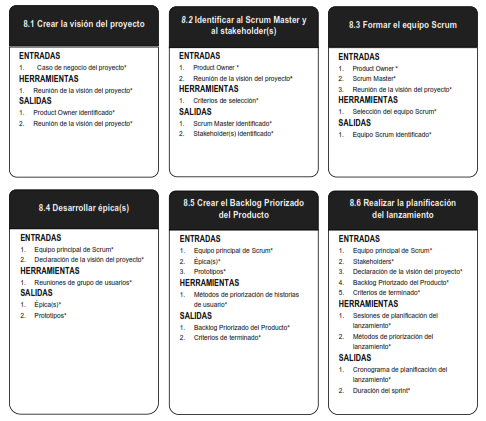 8.1 Crear la visión del proyecto
ENTRADAS
1. Caso de negocio del proyecto*
HERRAMIENTAS
1. Reunión de la visión del proyecto*
SALIDAS
1. Product Owner identificado*
2. Reunión de la visión del proyecto*
8.2 Identificar al Scrum Master y
al stakeholder(s)
ENTRADAS
1. Product Owner *
2. Reunión de la visión del proyecto*
HERRAMIENTAS
1. Criterios de selección*
SALIDAS
1. Scrum Master identificado*
2. Stakeholder(s) Identificado*
8.3 Formar el equipo Scrum
ENTRADAS
1. Product Owner *
2. Scrum Master*
3. Reunión de la visión del proyecto*
HERRAMIENTAS
1. Selección del equipo Scrum*
SALIDAS
1. Equipo Scrum identificado*
8.4 Desarrollar épica(s)
ENTRADAS
1. Equipo principal de Scrum*
2. Declaración de la visión del proyecto*
HERRAMIENTAS
1. Reuniones de grupo de usuarios*
SALIDAS
1. Épica(s)*
2. Prototipos*
8.5 Crear el Backlog Priorizado
del Producto
ENTRADAS
1. Equipo principal de Scrum*
2. Épica(s)*
3. Prototipos*
HERRAMIENTAS
1. Métodos de priorización de historias
de usuario*
SALIDAS
1. Backlog Priorizado del Producto*
2. Criterios de terminado*
8.6 Realizar la planificación
del lanzamiento
ENTRADAS
1. Equipo principal de Scrum*
2. Stakeholders*
3. Declaración de la visión del proyecto*
4. Backlog Priorizado del Producto*
5. Criterios de terminado*
HERRAMIENTAS
1. Sesiones de planificación del
lanzamiento*
2. Métodos de priorización del
lanzamiento*
SALIDAS
1. Cronograma de planificación del
lanzamiento*
2. Duración del sprint*